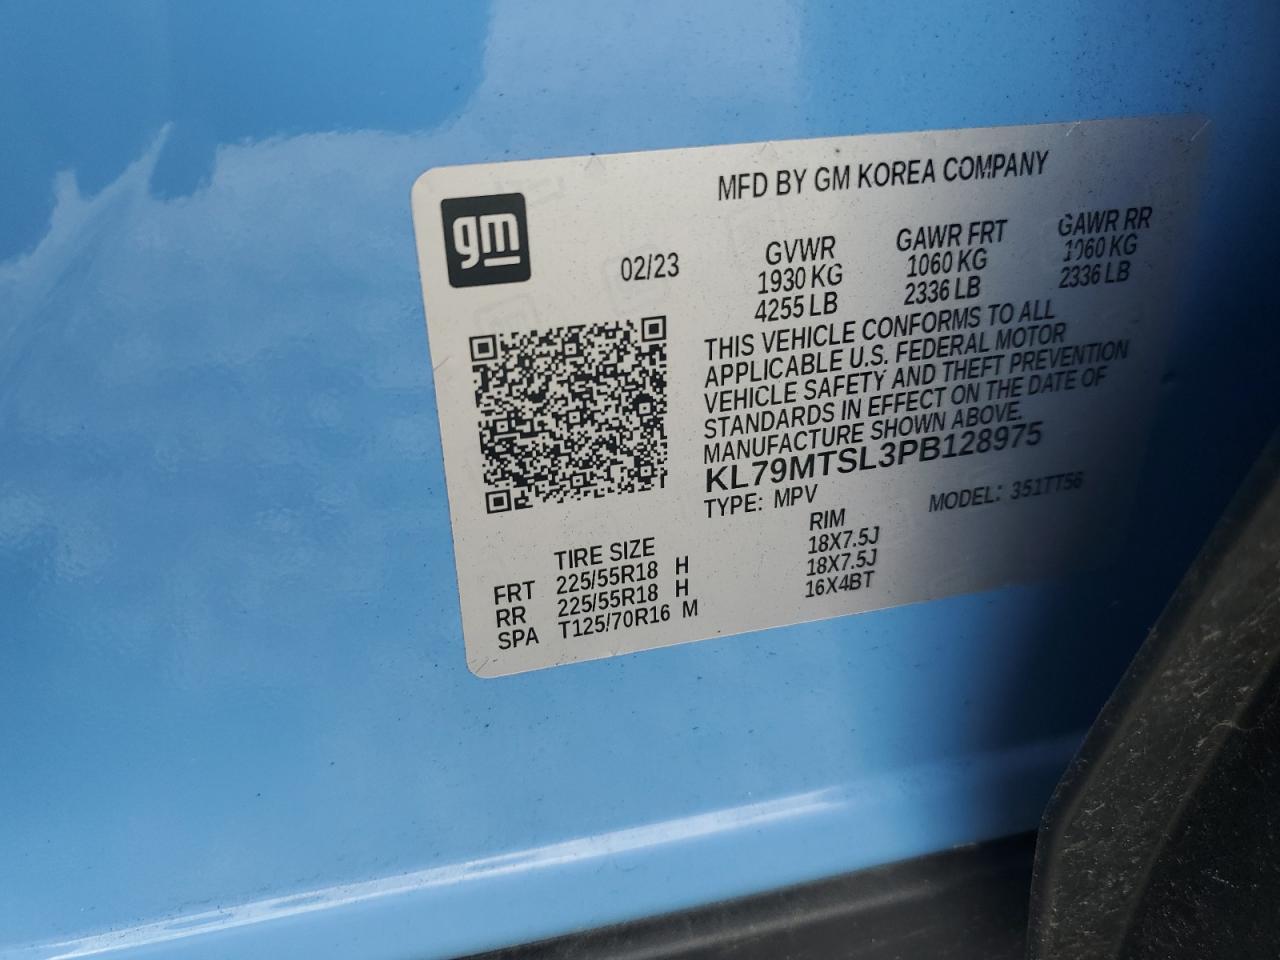 MFD BY GM KOREA COMPANY
gm
02/23
GVWR GAWR FRT GAWR RR
1930 KG 1060 KG 1060 KG
4255 LB 2336 LB 2336 LB
THIS VEHICLE CONFORMS TO ALL
APPLICABLE U.S. FEDERAL MOTOR
VEHICLE SAFETY AND THEFT PREVENTION
STANDARDS IN EFFECT ON THE DATE OF
MANUFACTURE SHOWN ABOVE.
KL79MTSL3PB128975
TYPE: MPV MODEL: 351TT56
TIRE SIZE RIM
FRT 225/55R18 H 18X7.5J
RR 225/55R18 H 18X7.5J
SPA T125/70R16 M 16X4BT